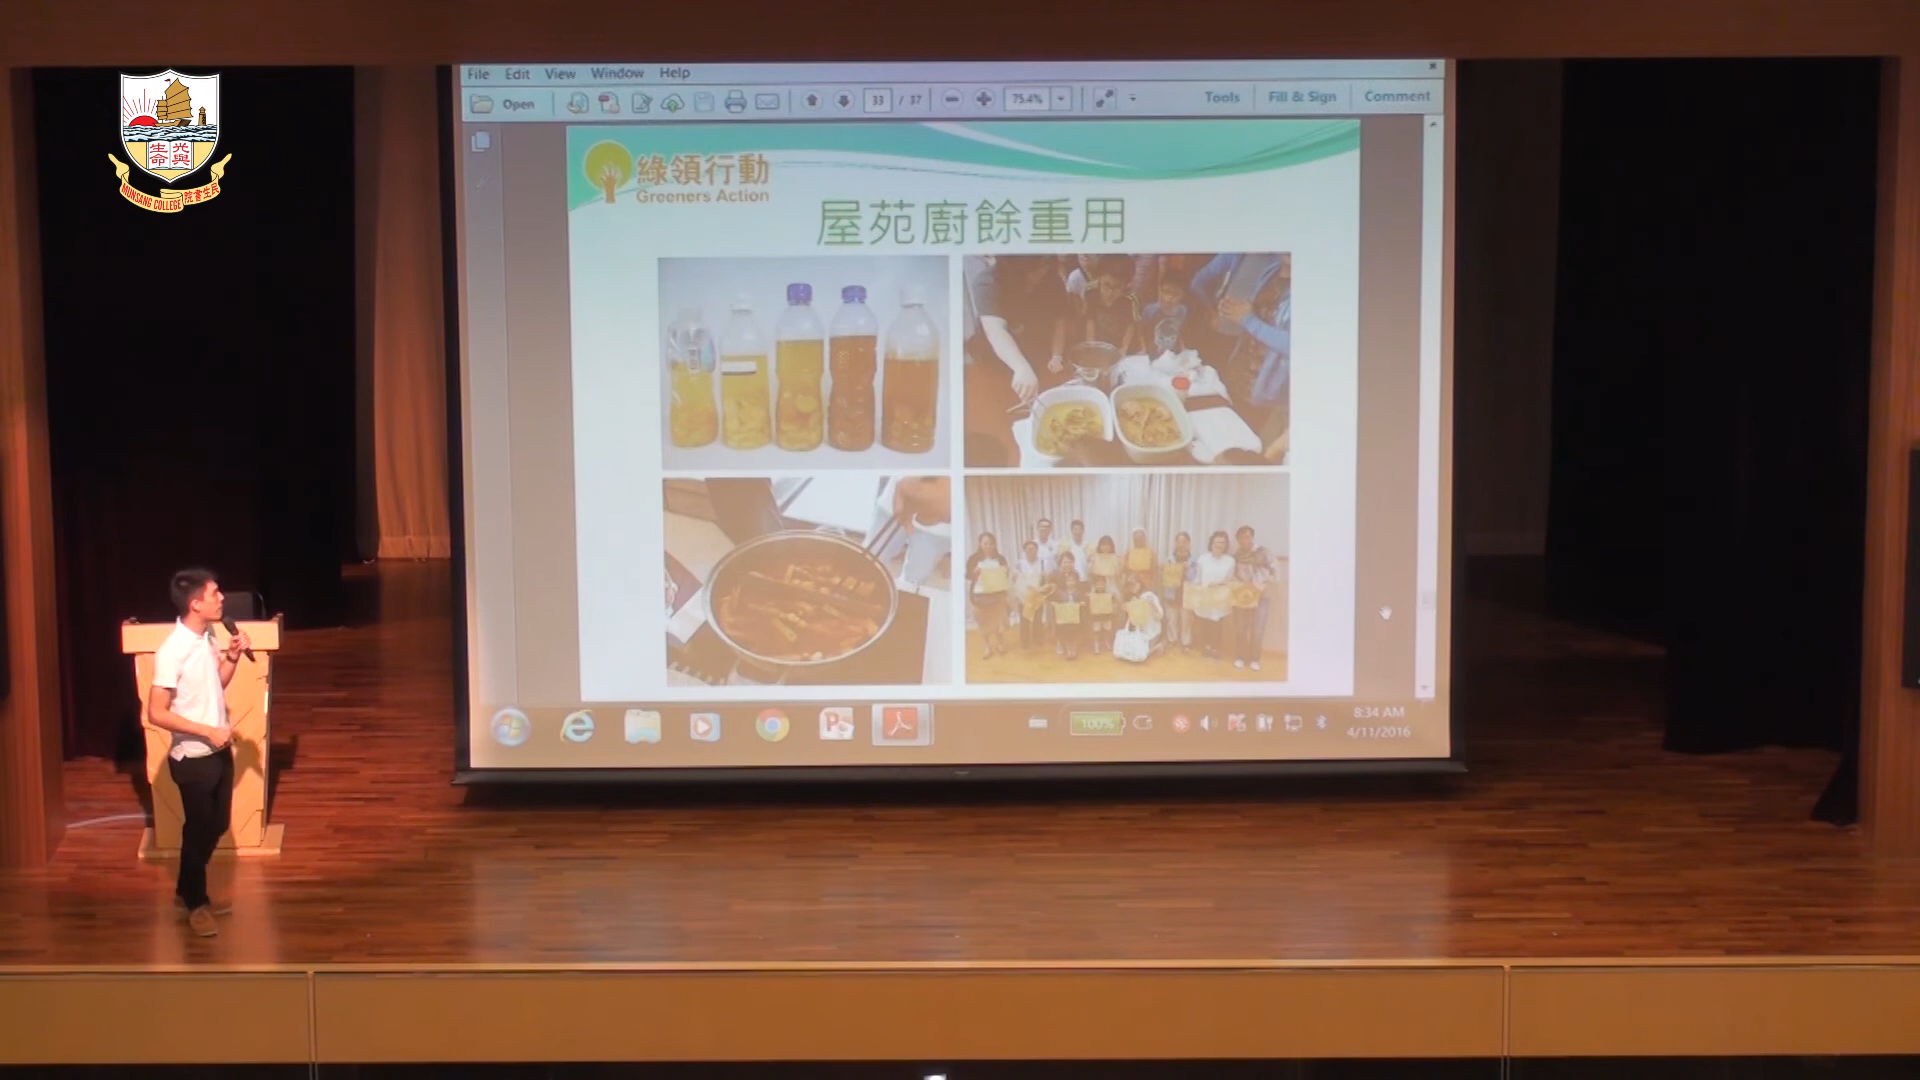 生命 光與
MUNSANG COLLEGE 院書生民
File Edit View Window Help
Open 33 / 37 75.4% Tools Fill & Sign Comment
綠領行動
Greeners Action
屋苑廚餘重用
100%
8:34 AM
4/11/2016